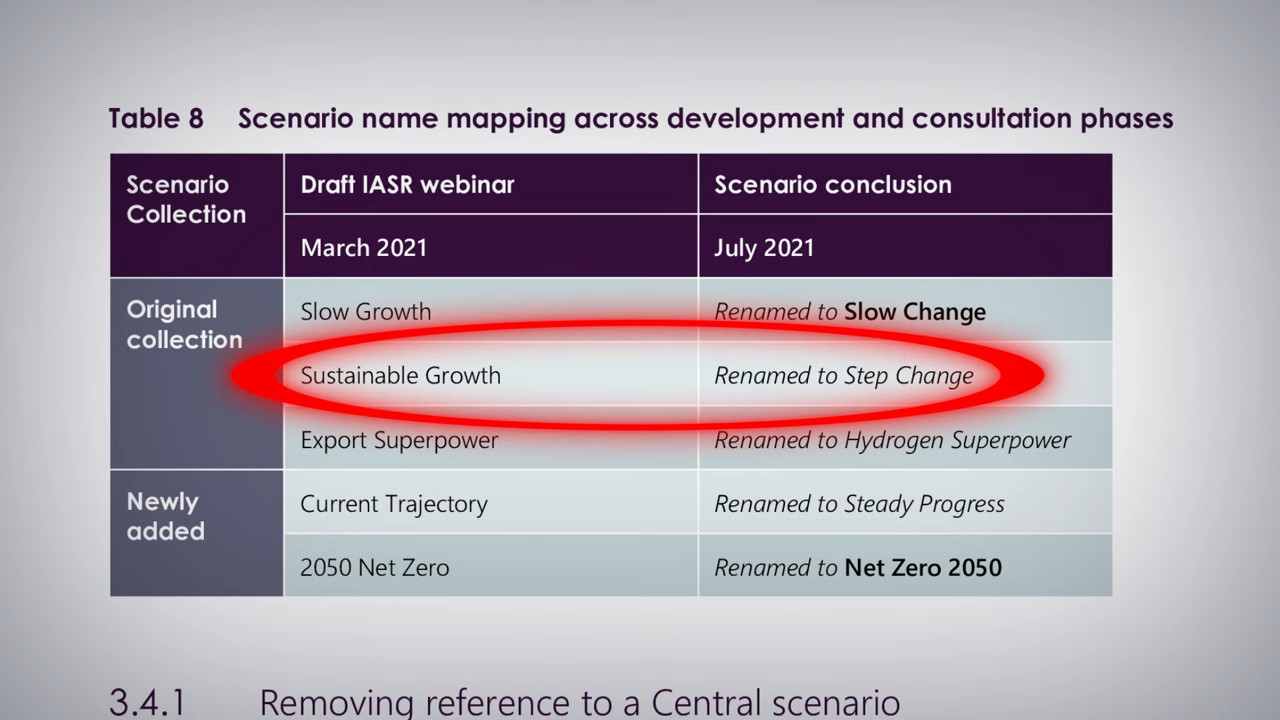 Table 8 Scenario name mapping across development and consultation phases
Scenario Collection
Draft IASR webinar
Scenario conclusion
March 2021
July 2021
Original collection
Slow Growth
Renamed to Slow Change
Sustainable Growth
Renamed to Step Change
Export Superpower
Renamed to Hydrogen Superpower
Newly added
Current Trajectory
Renamed to Steady Progress
2050 Net Zero
Renamed to Net Zero 2050
3.4.1 Removing reference to a Central scenario